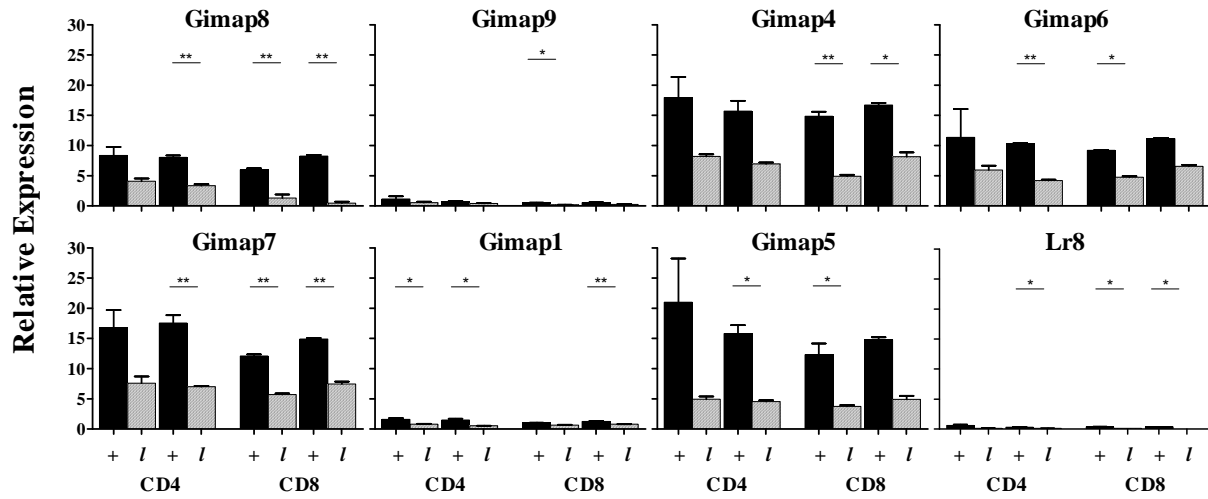 Gimap8 Gimap9 Gimap4 Gimap6
30 25 20 15 10 5 0
** ** ** * ** * ** *
Relative Expression
Gimap7 Gimap1 Gimap5 Lr8
30 25 20 15 10 5 0
** ** ** * * ** * * * * *
+ l + l + l + l + l + l + l + l + l + l + l + l + l + l + l + l
CD4 CD8 CD4 CD8 CD4 CD8 CD4 CD8